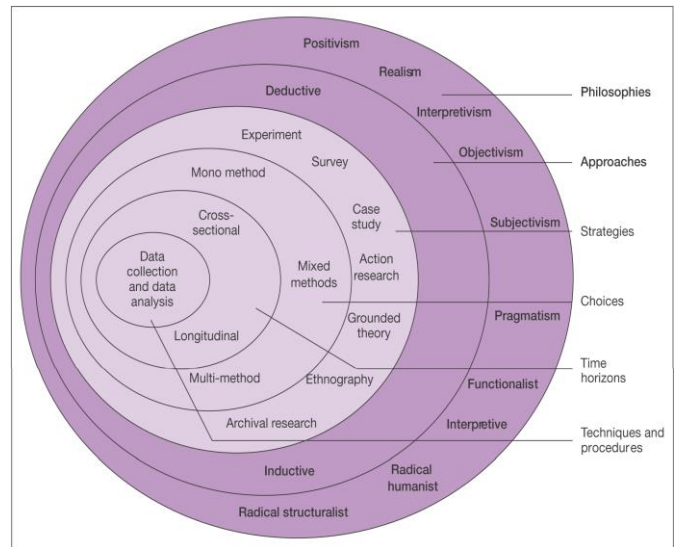 Positivism
Realism
Deductive
Philosophies
Interpretivism
Experiment
Objectivism
Survey
Approaches
Mono method
Case
study
Cross-
sectional
Subjectivism
Strategies
Data
collection
and data
analysis
Mixed
methods
Action
research
Choices
Pragmatism
Grounded
theory
Longitudinal
Time
horizons
Multi-method
Ethnography
Functionalist
Archival research
Interpretive
Techniques and
procedures
Inductive
Radical
humanist
Radical structuralist